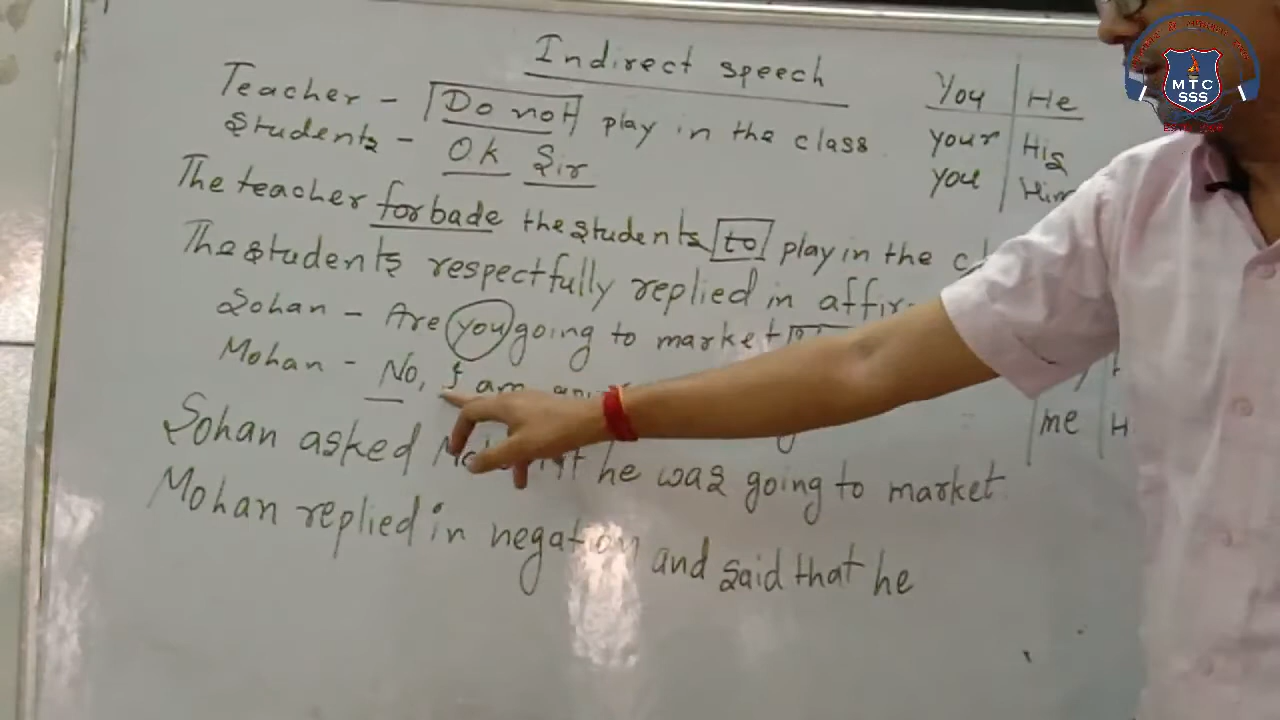 Indirect speech
Teacher - Do not play in the class
Students - Ok Sir
The teacher forbade the students to play in the
The students respectfully replied in
Sohan - Are you going to market
Mohan - No, I am
Sohan asked if he was going to market
Mohan replied in negation and said that he
You He
your His
you Him
me
MTC
SSS